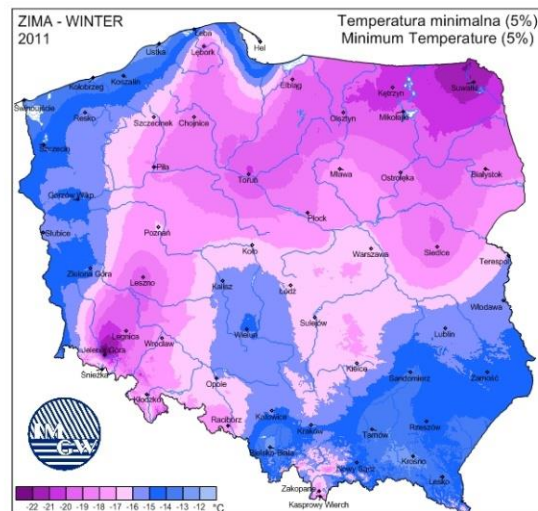 ZIMA - WINTER
2011
Temperatura minimalna (5%)
Minimum Temperature (5%)
Łeba
Hel
Ustka
Lębork
Koszalin
Kołobrzeg
Elbląg
Kętrzyn
Suwałki
Świnoujście
Resko
Szczecinek
Chojnice
Olsztyn
Mikołajki
Szczecin
Piła
Toruń
Mława
Ostrołęka
Białystok
Gorzów Wlkp.
Płock
Słubice
Poznań
Koło
Warszawa
Siedlce
Terespol
Zielona Góra
Leszno
Kalisz
Łódź
Włodawa
Sulejów
Legnica
Wieluń
Lublin
Jelenia Góra
Wrocław
Śnieżka
Kielce
Opole
Sandomierz
Zamość
Kłodzko
Racibórz
Katowice
Kraków
Tarnów
Rzeszów
Bielsko-Biała
Nowy Sącz
Krosno
Lesko
Zakopane
Kasprowy Wierch
IM
GW
-22 -21 -20 -19 -18 -17 -16 -15 -14 -13 -12 °C